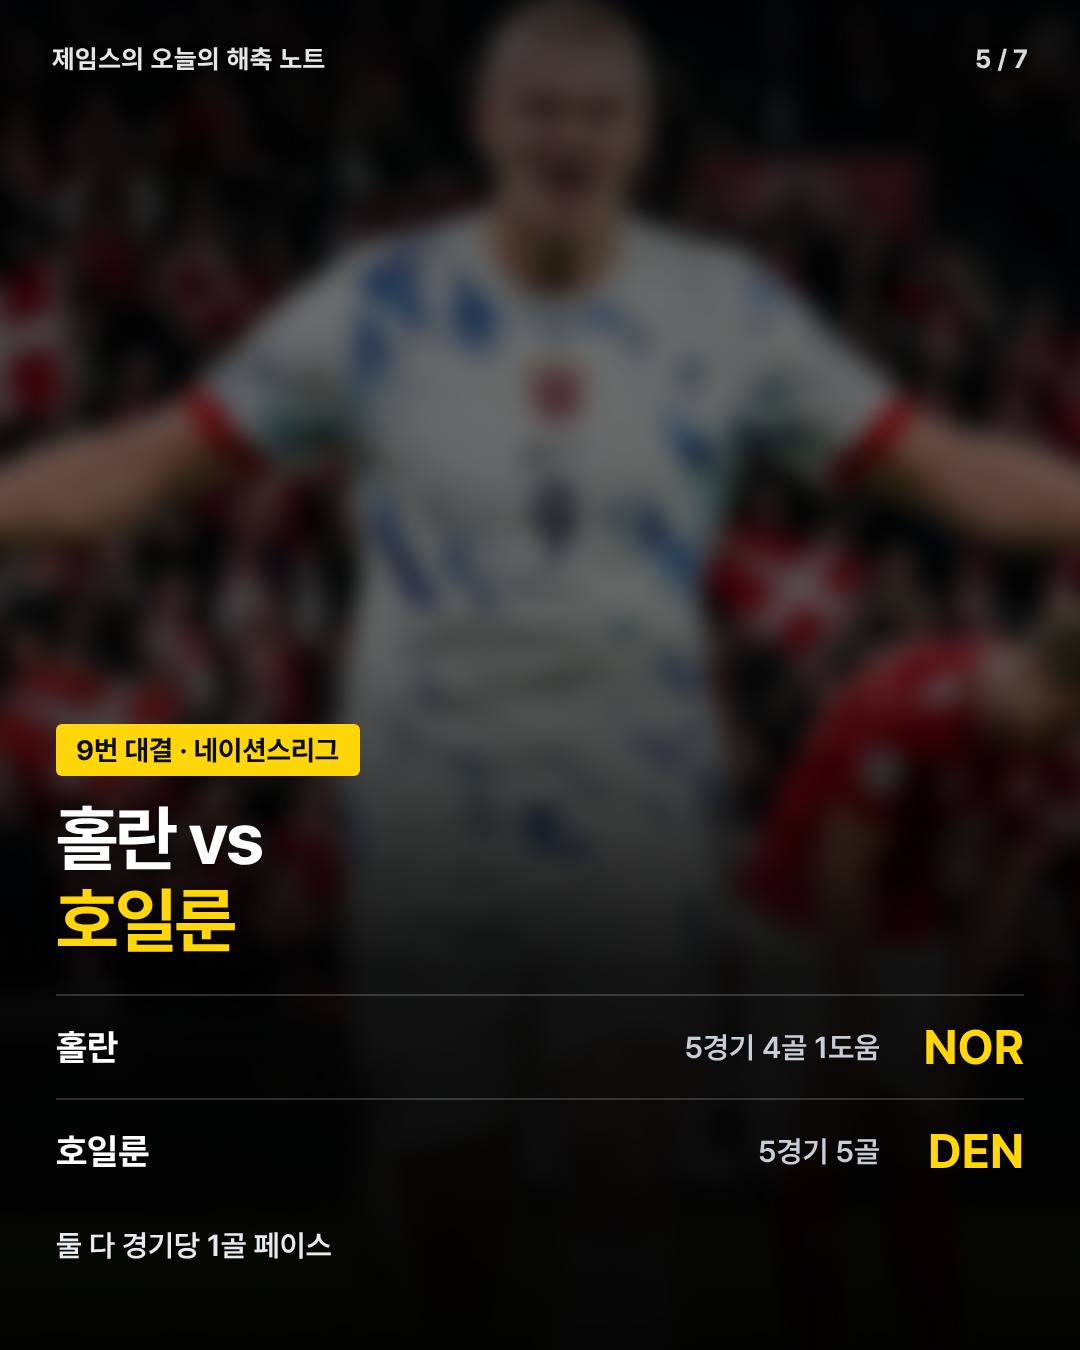 제임스의 오늘의 해축 노트
5 / 7
9번 대결 · 네이션스리그
홀란 vs
호일룬
홀란 5경기 4골 1도움 NOR
호일룬 5경기 5골 DEN
둘 다 경기당 1골 페이스